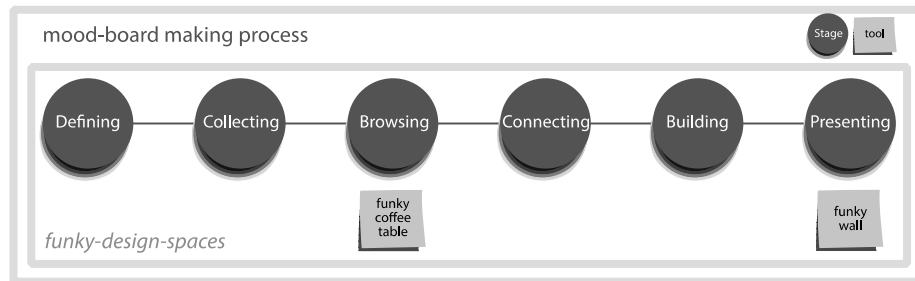 mood-board making process
Stage
tool
Defining
Collecting
Browsing
Connecting
Building
Presenting
funky
coffee
table
funky
wall
funky-design-spaces